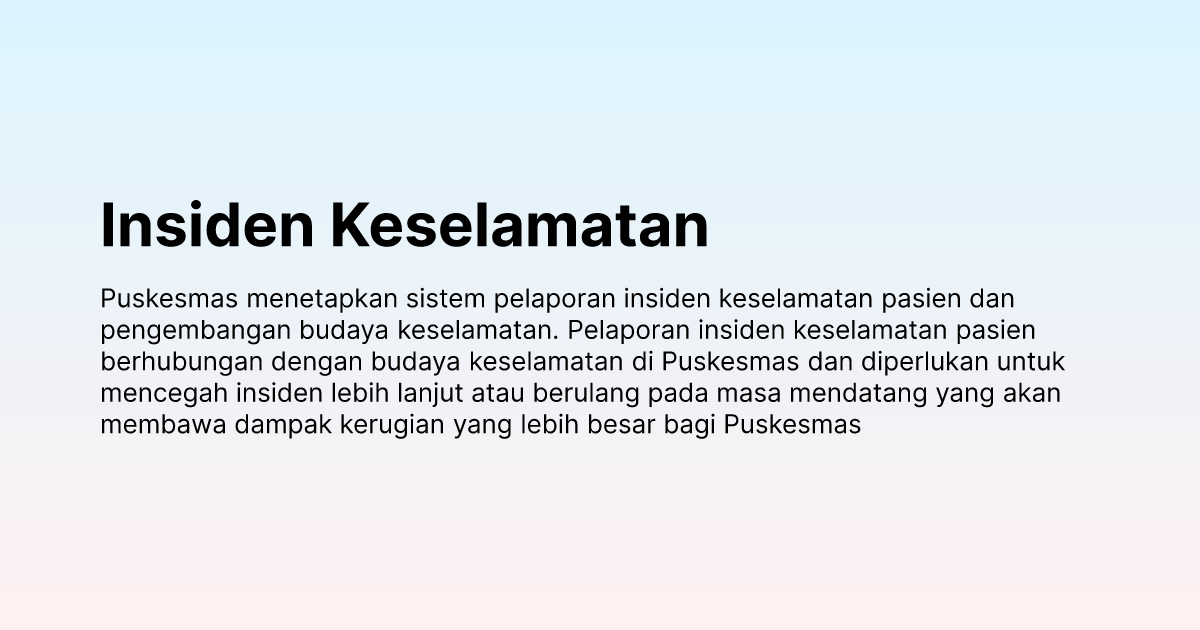 Insiden Keselamatan
Puskesmas menetapkan sistem pelaporan insiden keselamatan pasien dan
pengembangan budaya keselamatan. Pelaporan insiden keselamatan pasien
berhubungan dengan budaya keselamatan di Puskesmas dan diperlukan untuk
mencegah insiden lebih lanjut atau berulang pada masa mendatang yang akan
membawa dampak kerugian yang lebih besar bagi Puskesmas